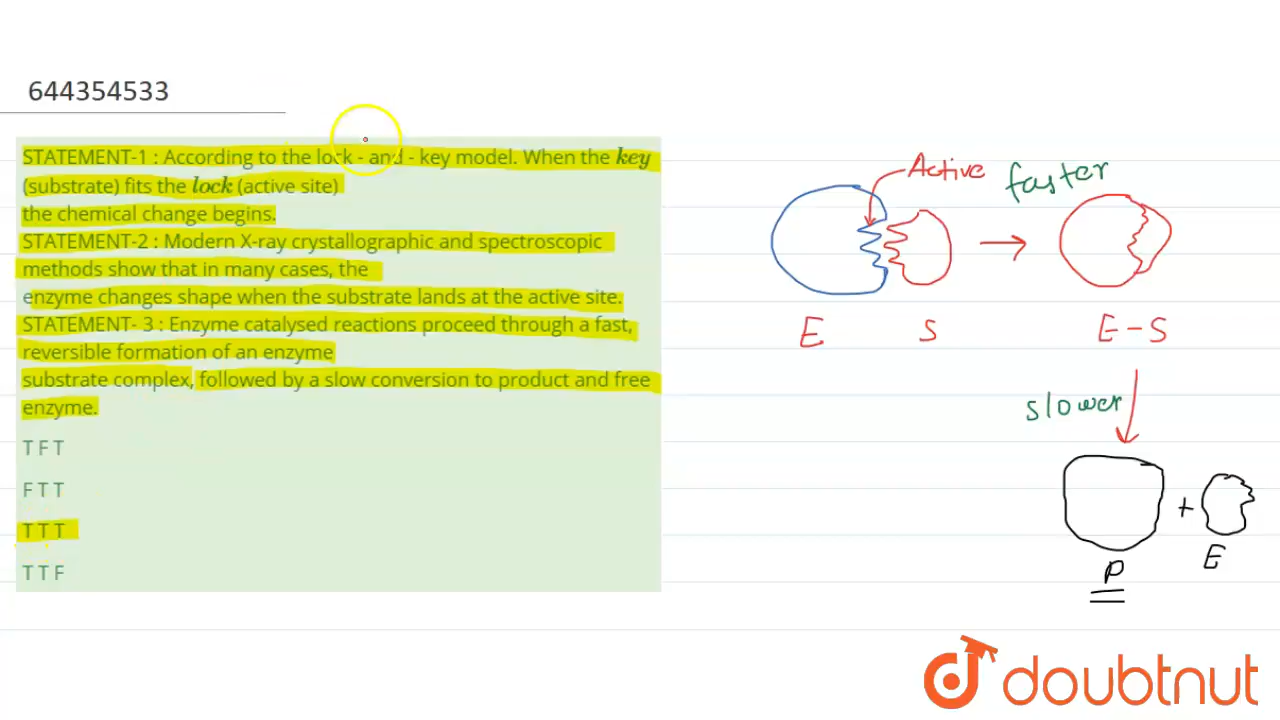 644354533
STATEMENT-1 : According to the lock - and - key model. When the key
(substrate) fits the lock (active site)
the chemical change begins.
STATEMENT-2 : Modern X-ray crystallographic and spectroscopic
methods show that in many cases, the
enzyme changes shape when the substrate lands at the active site.
STATEMENT- 3 : Enzyme catalysed reactions proceed through a fast,
reversible formation of an enzyme
substrate complex, followed by a slow conversion to product and free
enzyme.
T F T
F T T
T T T
T T F
Active
faster
E
S
E-S
slower
+
P
E
doubtnut